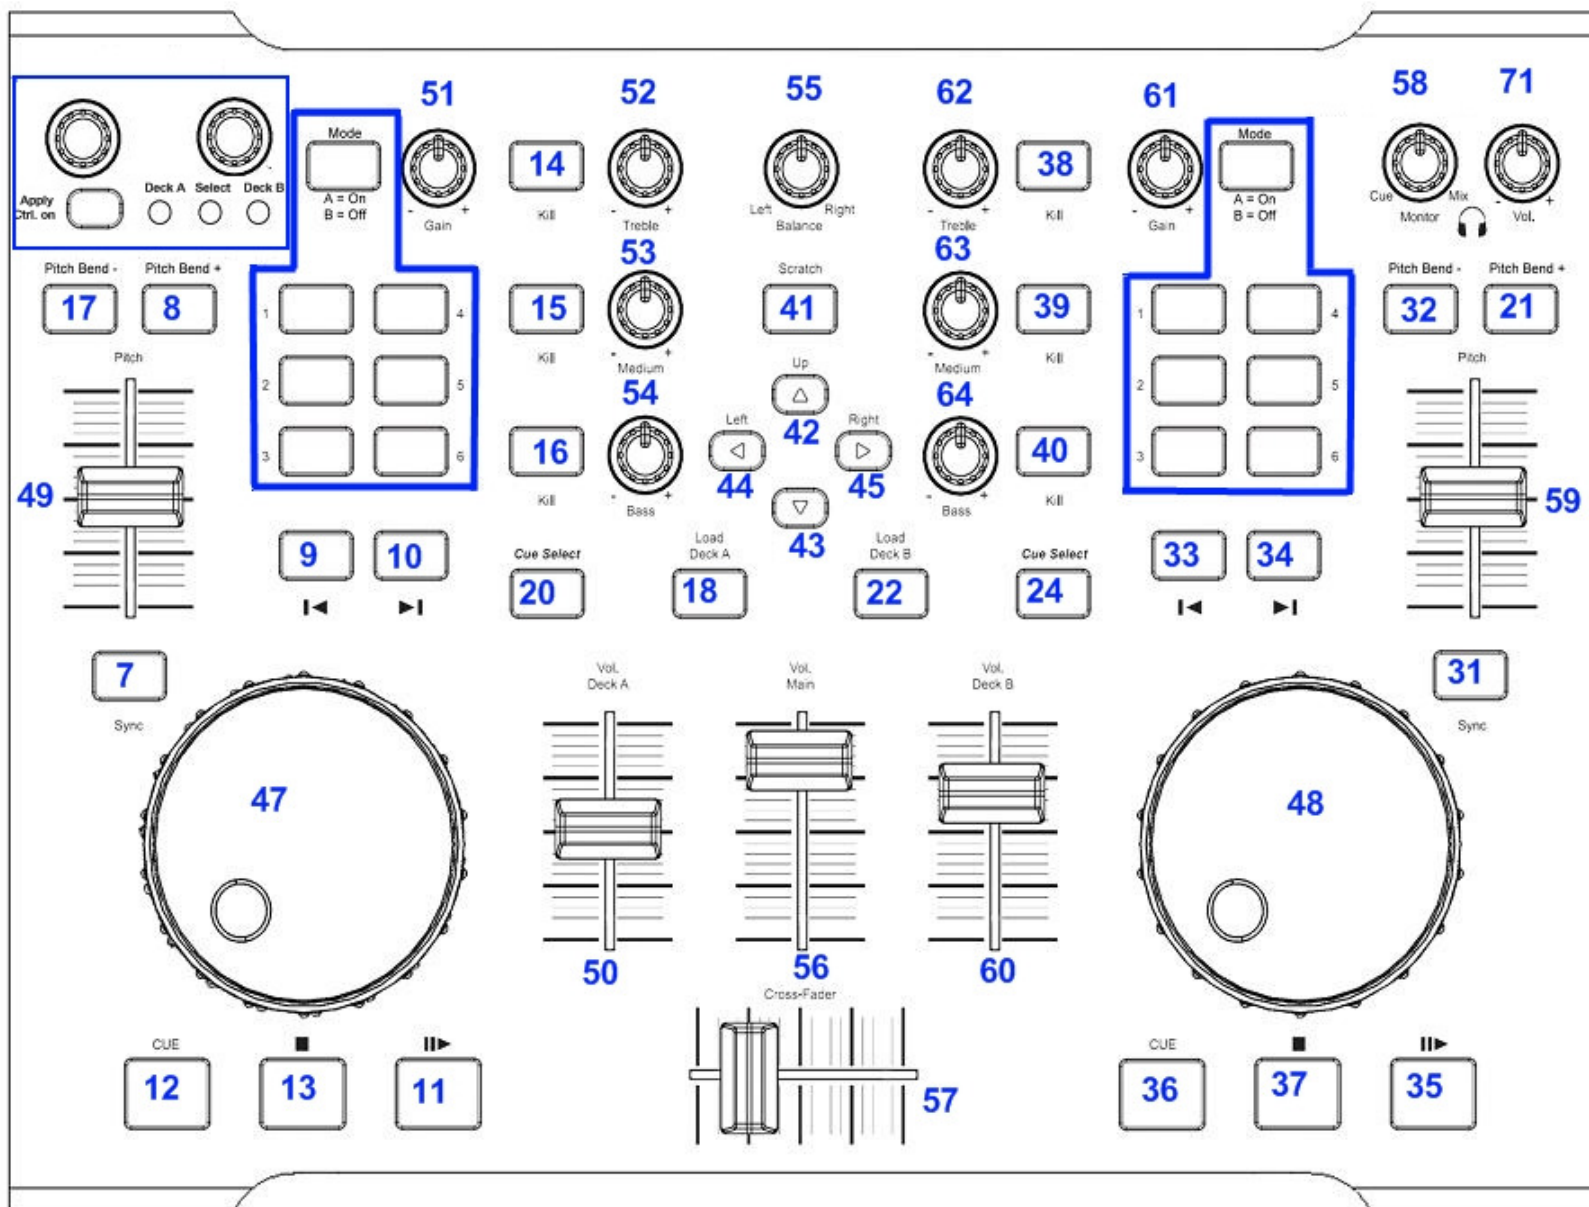 51
52
55
62
61
58
71
Mode
Mode
14
38
Apply
Ctrl. on
Deck A
Select
Deck B
A = On
B = Off
- Gain +
Kill
- Treble +
Left
Right
Balance
- Treble +
Kill
- Gain +
A = On
B = Off
Cue
Mix
Monitor
- Vol. +
53
63
Pitch Bend -
Pitch Bend +
Scratch
Pitch Bend -
Pitch Bend +
17
8
1
4
15
41
39
1
4
32
21
Kill
- Medium +
Up
- Medium +
Kill
Pitch
Pitch
2
5
54
64
2
5
42
Left
Right
3
6
16
40
3
6
44
45
49
59
Kill
- Bass +
- Bass +
Kill
43
9
10
Cue Select
Load
Deck A
Load
Deck B
Cue Select
33
34
20
18
22
24
7
31
Sync
Sync
Vol.
Deck A
Vol.
Main
Vol.
Deck B
47
48
50
56
60
Cross-Fader
CUE
CUE
12
13
11
57
36
37
35